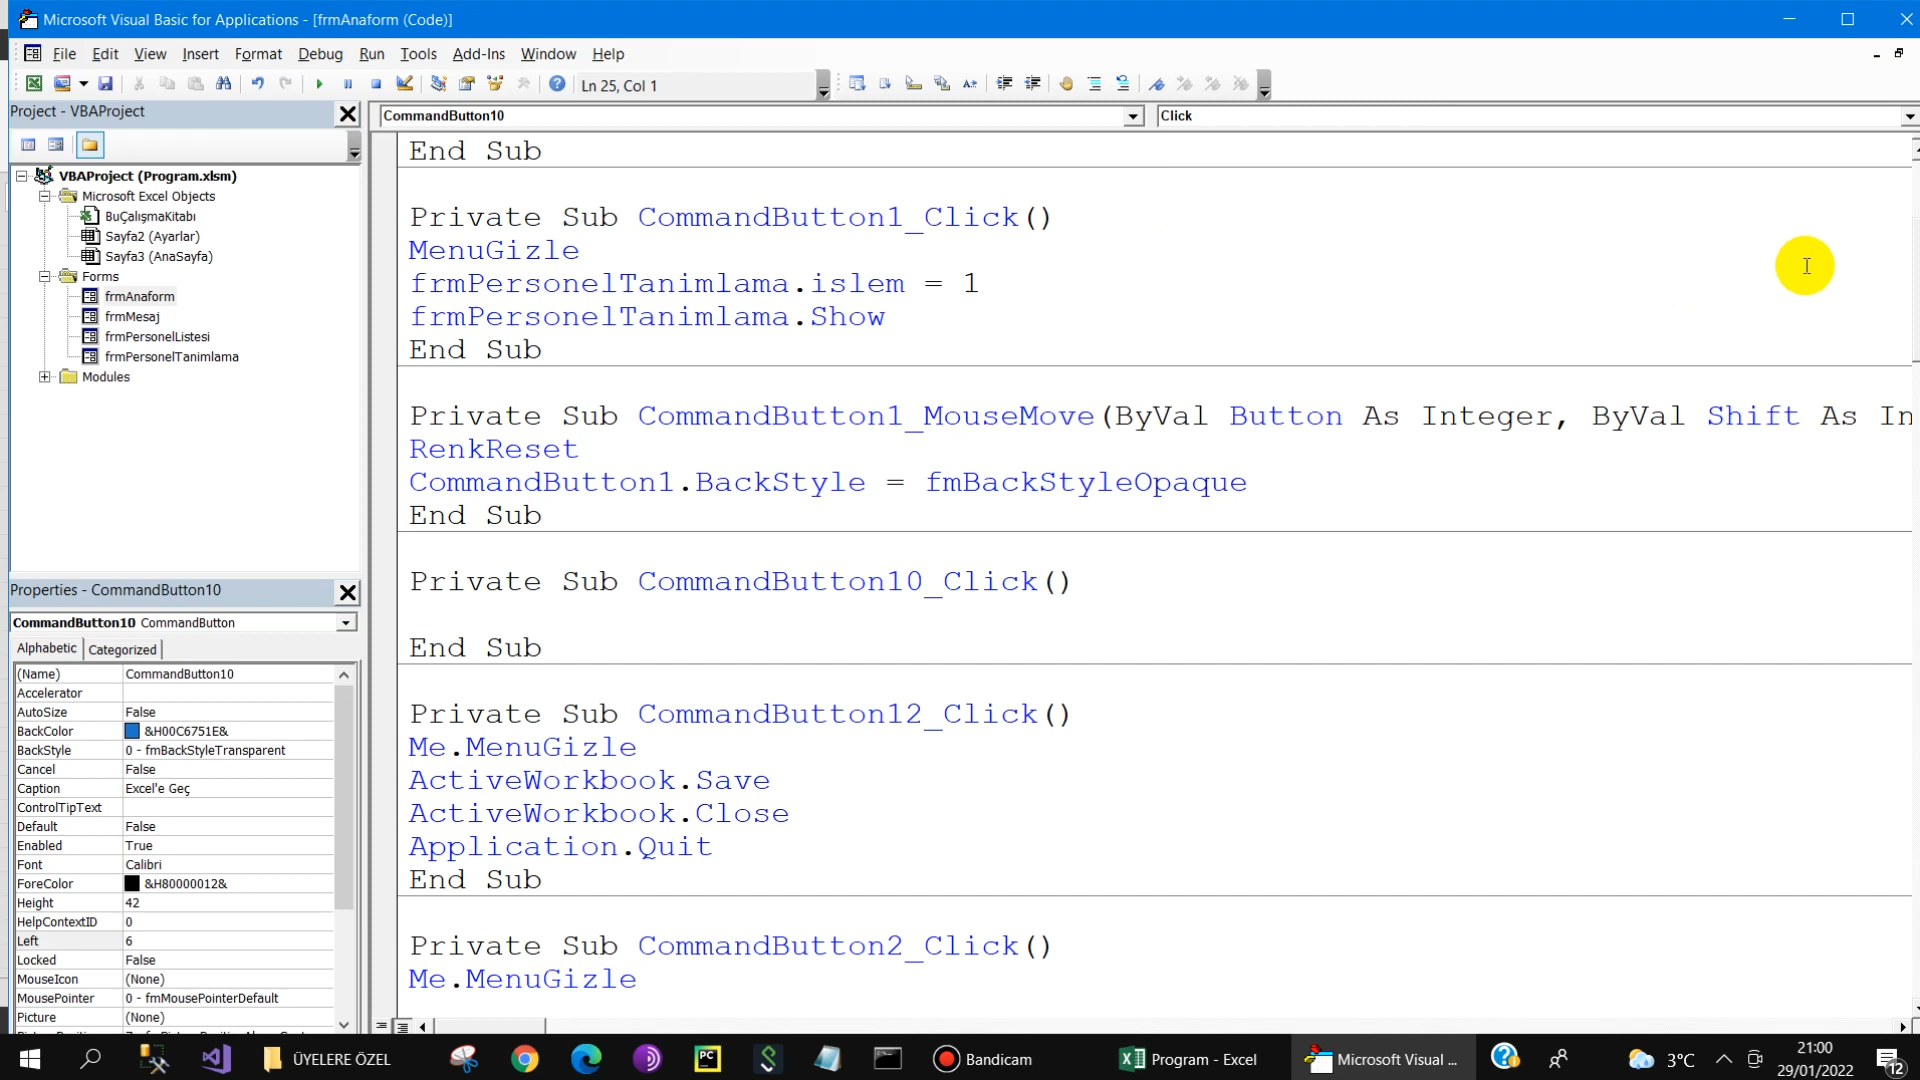 Microsoft Visual Basic for Applications - [frmAnaform (Code)]
File Edit View Insert Format Debug Run Tools Add-Ins Window Help
Ln 25, Col 1
Project - VBAProject
VBAProject (Program.xlsm)
Microsoft Excel Objects
BuÇalışmaKitabı
Sayfa2 (Ayarlar)
Sayfa3 (AnaSayfa)
Forms
frmAnaform
frmMesaj
frmPersonelListesi
frmPersonelTanimlama
Modules
Properties - CommandButton10
CommandButton10 CommandButton
Alphabetic Categorized
(Name) CommandButton10
Accelerator
AutoSize False
BackColor &H00C6751E&
BackStyle 0 - fmBackStyleTransparent
Cancel False
Caption Excel'e Geç
ControlTipText
Default False
Enabled True
Font Calibri
ForeColor &H80000012&
Height 42
HelpContextID 0
Left 6
Locked False
MouseIcon (None)
MousePointer 0 - fmMousePointerDefault
Picture (None)
CommandButton10 Click
End Sub
Private Sub CommandButton1_Click()
MenuGizle
frmPersonelTanimlama.islem = 1
frmPersonelTanimlama.Show
End Sub
Private Sub CommandButton1_MouseMove(ByVal Button As Integer, ByVal Shift As In
RenkReset
CommandButton1.BackStyle = fmBackStyleOpaque
End Sub
Private Sub CommandButton10_Click()
End Sub
Private Sub CommandButton12_Click()
Me.MenuGizle
ActiveWorkbook.Save
ActiveWorkbook.Close
Application.Quit
End Sub
Private Sub CommandButton2_Click()
Me.MenuGizle
ÜYELERE ÖZEL
PC
Bandicam
Program - Excel
Microsoft Visual ...
3°C
21:00
29/01/2022
12